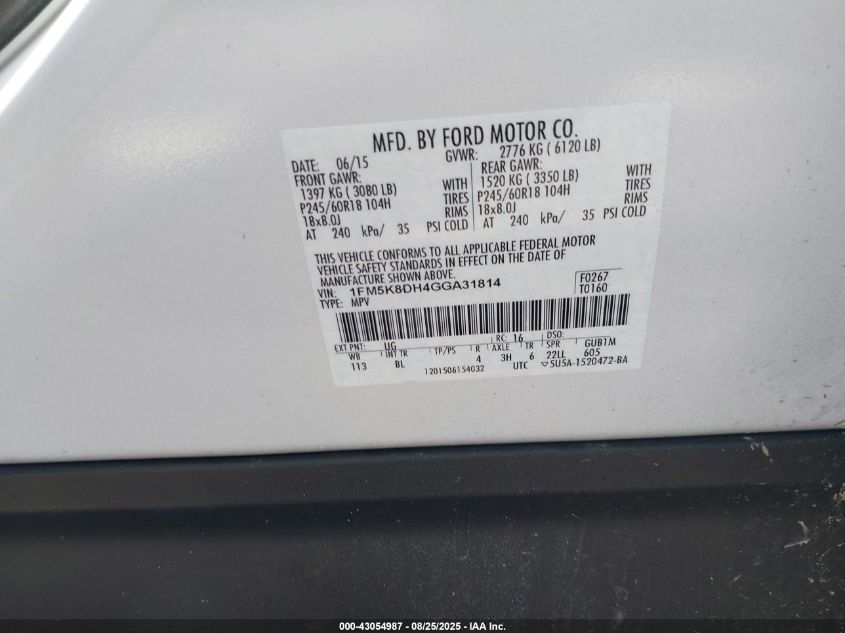 MFD. BY FORD MOTOR CO.
DATE: 06/15 GVWR: 2776 KG ( 6120 LB)
FRONT GAWR: REAR GAWR:
1397 KG ( 3080 LB) WITH 1520 KG ( 3350 LB) WITH
P245/60R18 104H TIRES P245/60R18 104H TIRES
18x8.0J RIMS 18x8.0J RIMS
AT 240 kPa/ 35 PSI COLD AT 240 kPa/ 35 PSI COLD
THIS VEHICLE CONFORMS TO ALL APPLICABLE FEDERAL MOTOR
VEHICLE SAFETY STANDARDS IN EFFECT ON THE DATE OF
MANUFACTURE SHOWN ABOVE.
VIN: 1FM5K8DH4GGA31814 F0267
TYPE: MPV T0160
EXT PNT: UG RC: 16 DSO:
WB INT TR TP/PS R AXLE TR SPR GUBTM
113 BL 4 3H 6 22LL 605
1201506154032 UTC ▽5U5A-1520472-BA
000-43054987 - 08/25/2025 - IAA Inc.